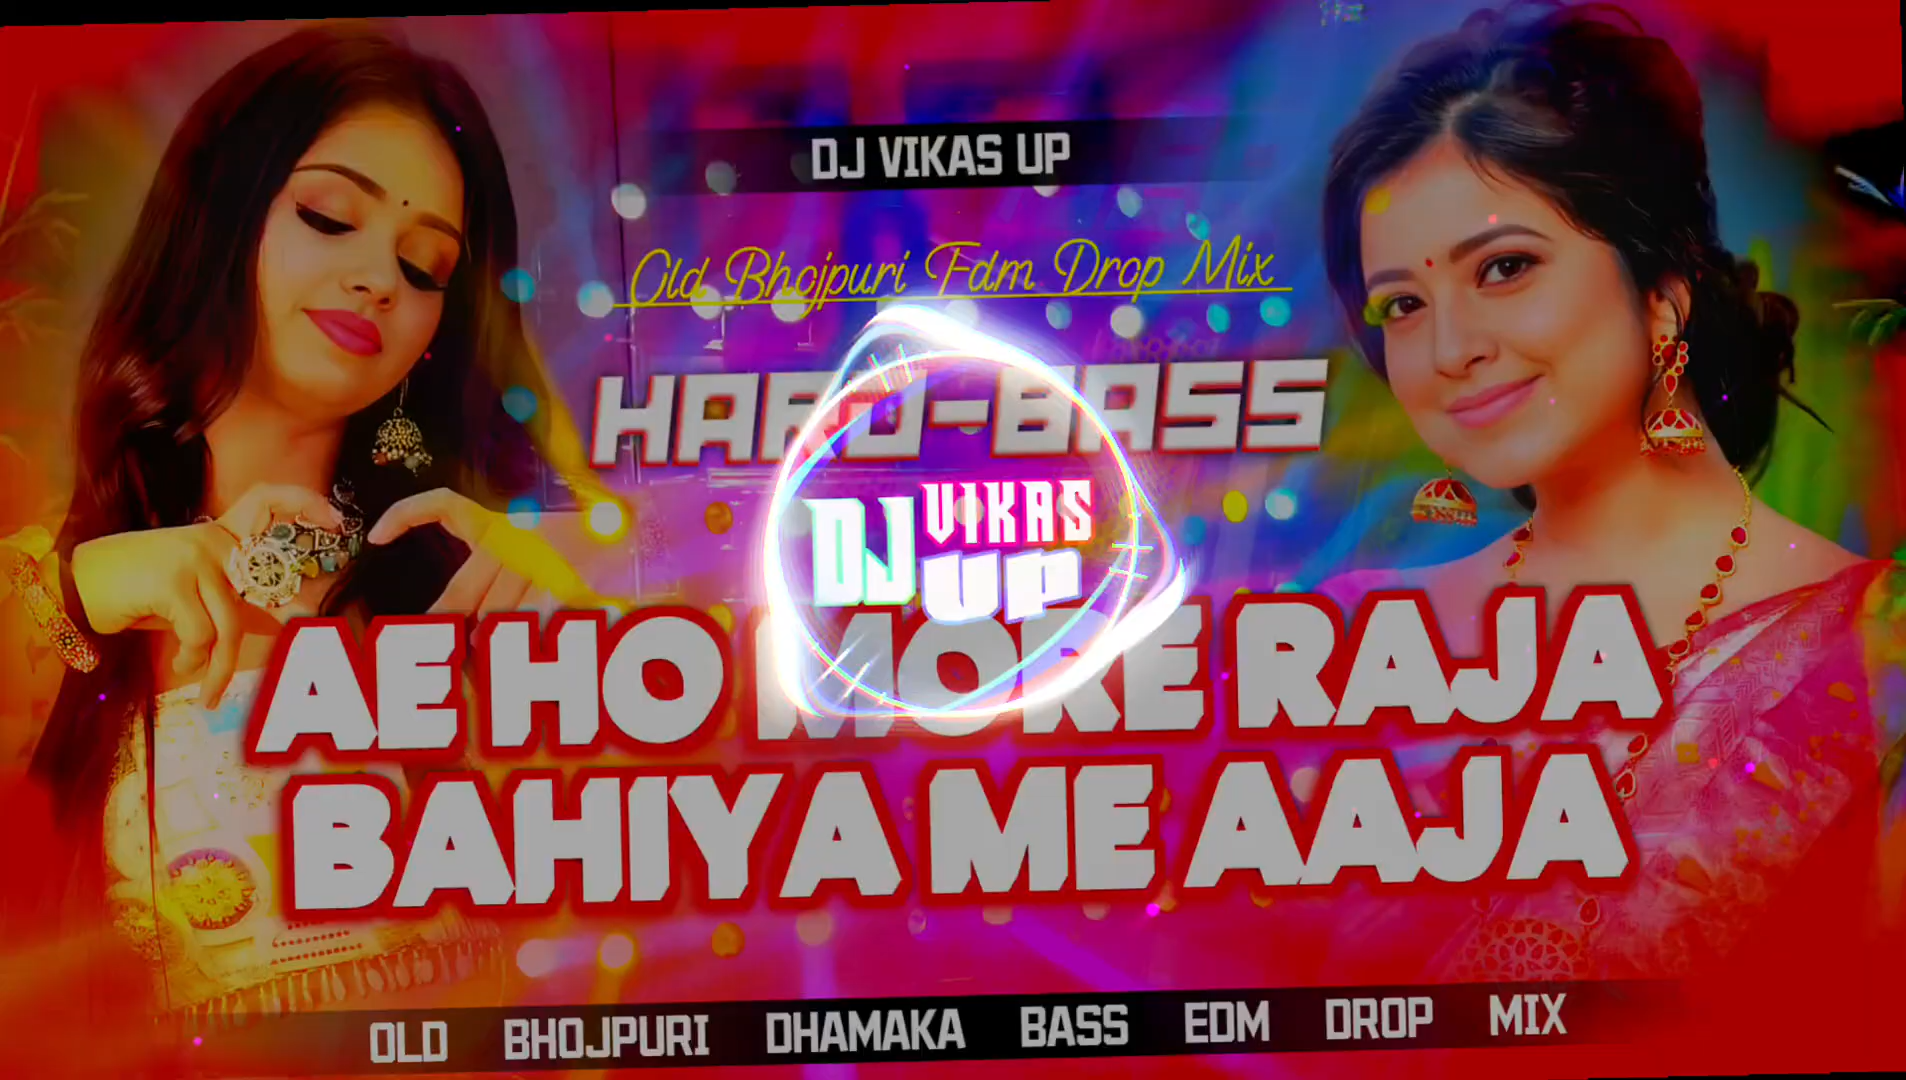 DJ VIKAS UP
Old Bhojpuri Edm Drop Mix
HARD-BASS
DJ VIKAS
UP
AE HO MORE RAJA
BAHIYA ME AAJA
OLD BHOJPURI DHAMAKA BASS EDM DROP MIX